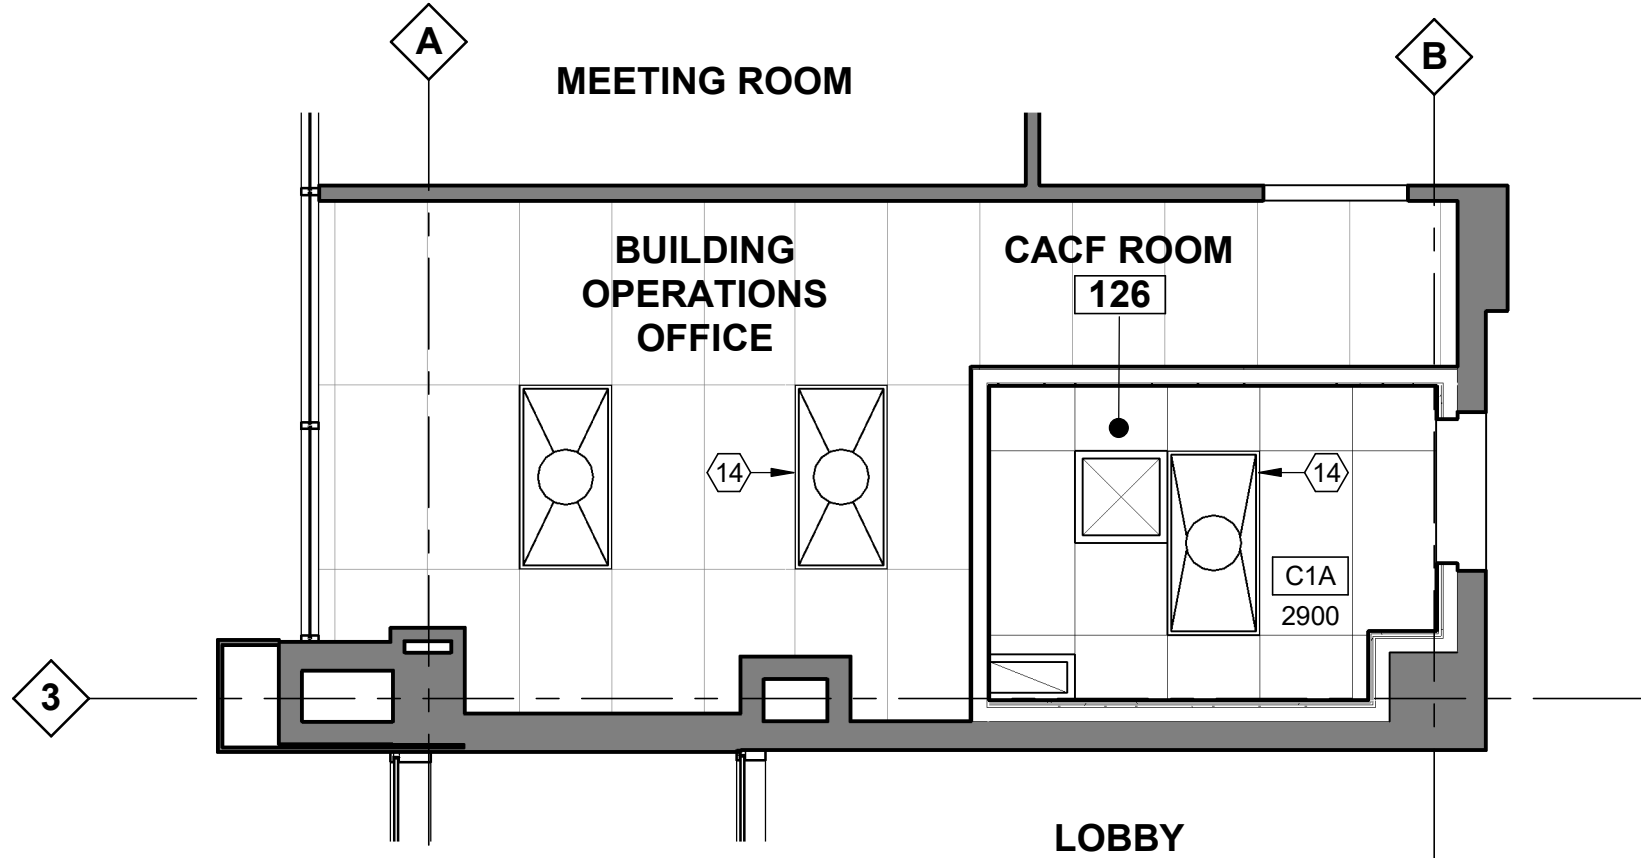 A
B
MEETING ROOM
BUILDING
OPERATIONS
OFFICE
CACF ROOM
126
14
14
C1A
2900
3
LOBBY